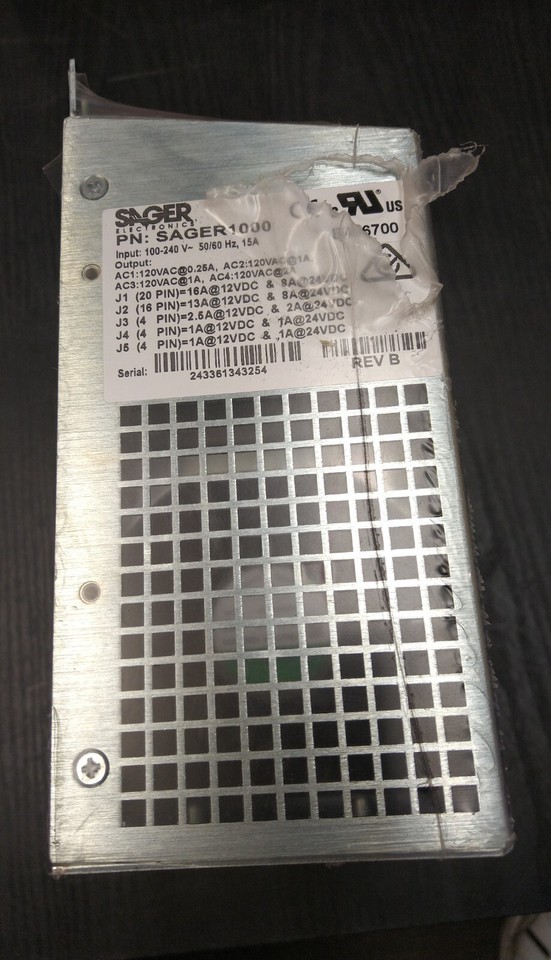 SAGER
ELECTRONICS
PN: SAGER1000
US
Input: 100-240 V~ 50/60 Hz, 15A
6700
Output:
AC1:120VAC@0.25A, AC2:120VAC@1A
AC3:120VAC@1A, AC4:120VAC@2A
J1 (20 PIN)=16A@12VDC & 8A@24VDC
J2 (16 PIN)=13A@12VDC & 8A@24VDC
J3 (4 PIN)=2.5A@12VDC & 2A@24VDC
J4 (4 PIN)=1A@12VDC & 1A@24VDC
J5 (4 PIN)=1A@12VDC & 1A@24VDC
Serial:
243361343254
REV B